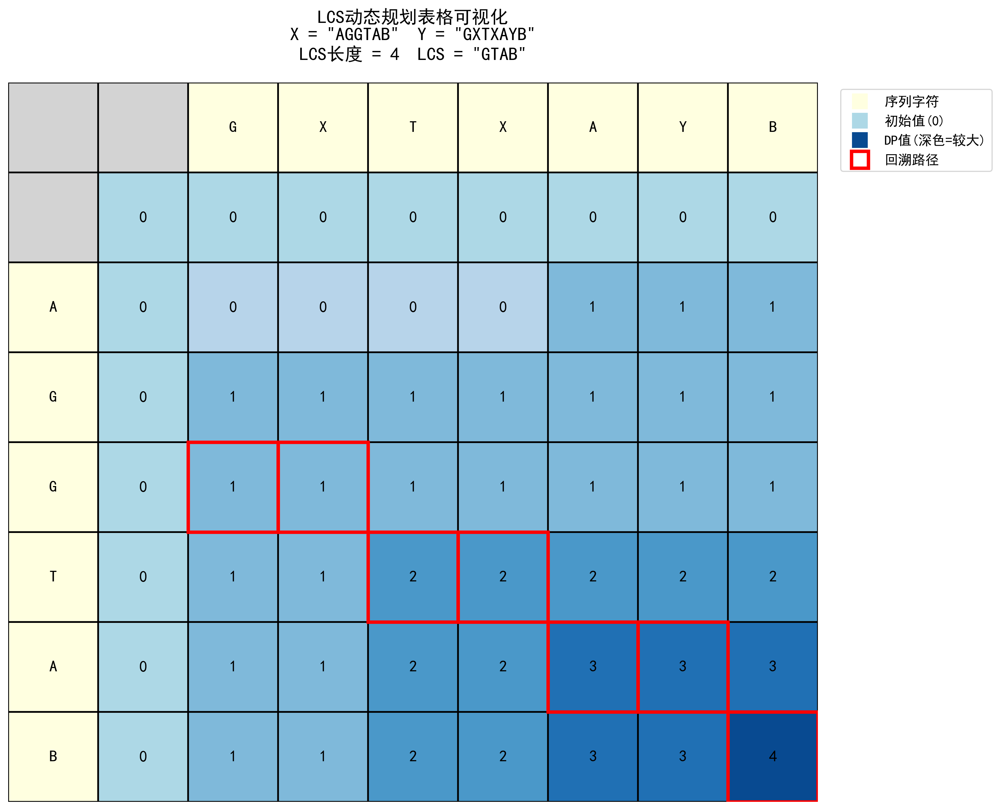 LCS动态规划表格可视化
X = "AGGTAB"  Y = "GXTXAYB"
LCS长度 = 4  LCS = "GTAB"
G X T X A Y B
0 0 0 0 0 0 0 0
A 0 0 0 0 0 1 1 1
G 0 1 1 1 1 1 1 1
G 0 1 1 1 1 1 1 1
T 0 1 1 2 2 2 2 2
A 0 1 1 2 2 3 3 3
B 0 1 1 2 2 3 3 4
序列字符
初始值(0)
DP值(深色=较大)
回溯路径